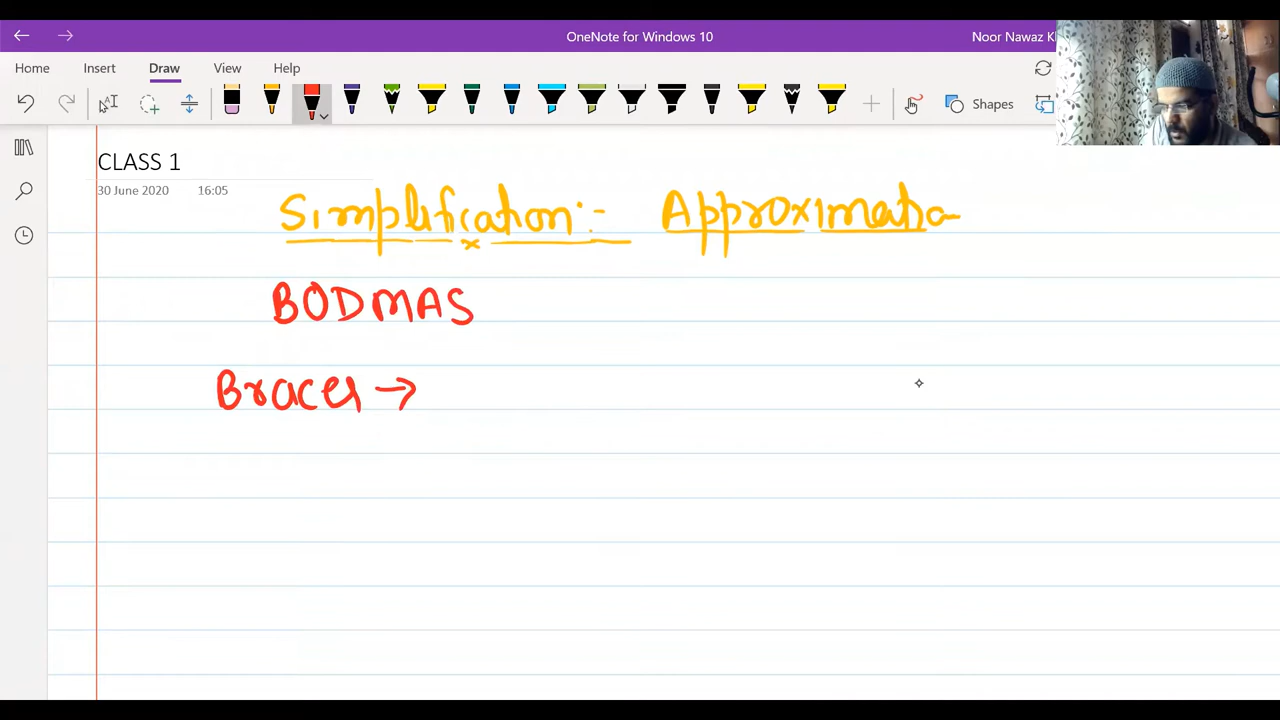 OneNote for Windows 10
Noor Nawaz K
Home Insert Draw View Help
Shapes
CLASS 1
30 June 2020 16:05
Simplification:- Approximatio
BODMAS
Braces →